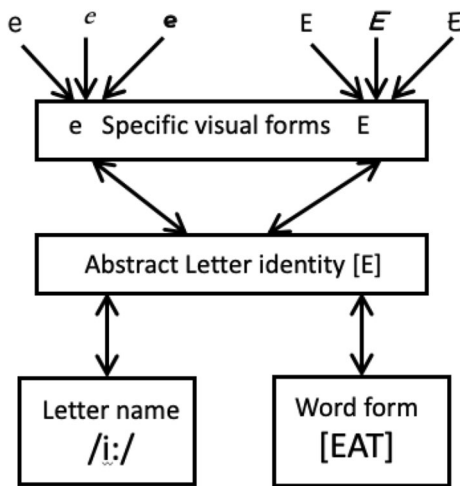 e e e E E E
e Specific visual forms E
Abstract Letter identity [E]
Letter name
/i:/
Word form
[EAT]